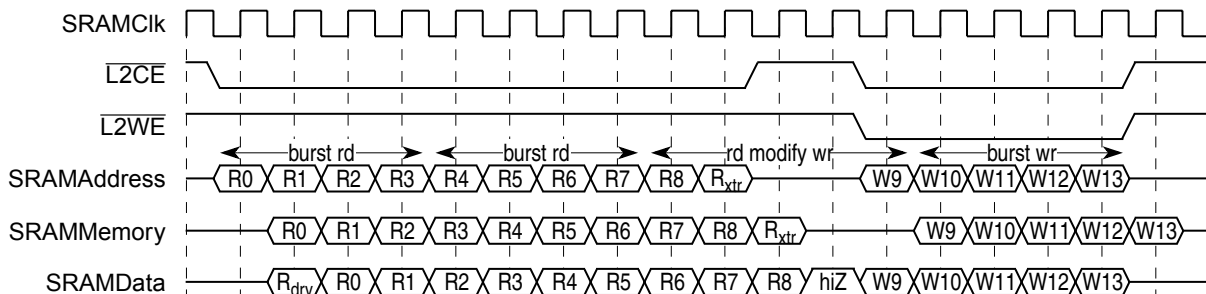 SRAMClk
L2CE
L2WE
burst rd burst rd rd modify wr burst wr
SRAMAddress R0 R1 R2 R3 R4 R5 R6 R7 R8 Rxtr W9 W10 W11 W12 W13
SRAMMemory R0 R1 R2 R3 R4 R5 R6 R7 R8 Rxtr W9 W10 W11 W12 W13
SRAMData Rdrv R0 R1 R2 R3 R4 R5 R6 R7 R8 hiZ W9 W10 W11 W12 W13